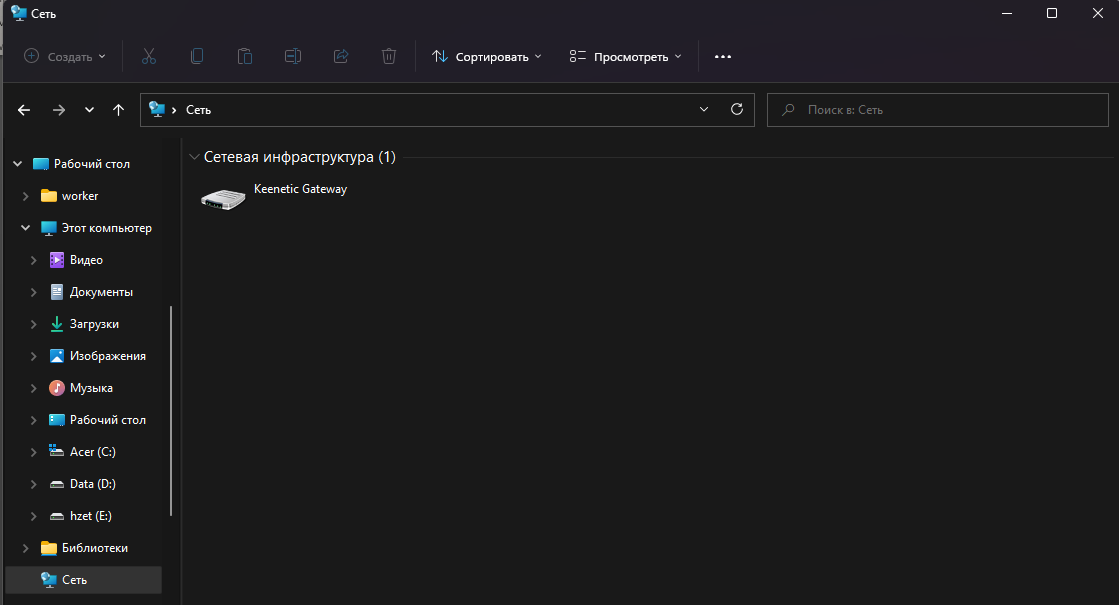 Сеть
Создать
Сортировать
Просмотреть
Сеть
Поиск в: Сеть
Рабочий стол
worker
Этот компьютер
Видео
Документы
Загрузки
Изображения
Музыка
Рабочий стол
Acer (C:)
Data (D:)
hzet (E:)
Библиотеки
Сеть
Сетевая инфраструктура (1)
Keenetic Gateway